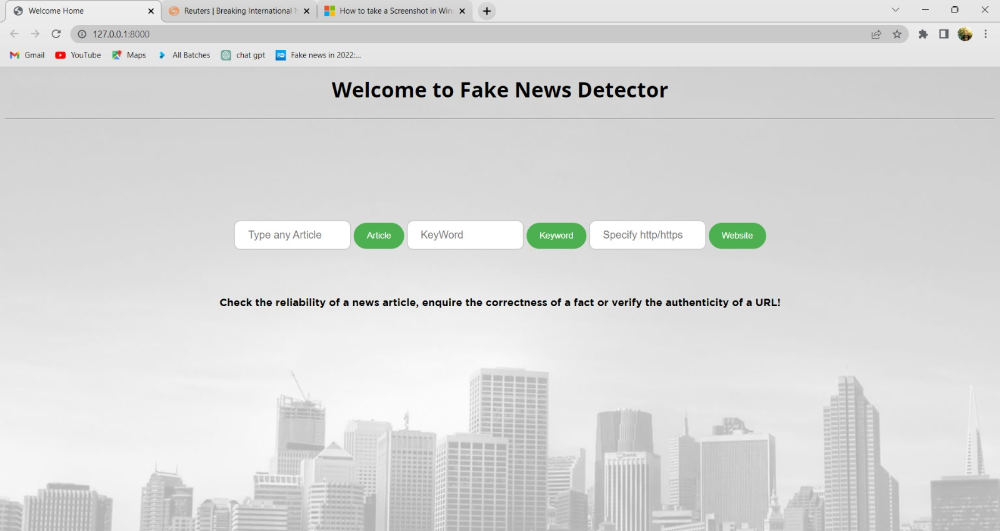 Welcome Home
Reuters | Breaking International N
How to take a Screenshot in Win
127.0.0.1:8000
Gmail
YouTube
Maps
All Batches
chat gpt
Fake news in 2022:...
Welcome to Fake News Detector
Type any Article
Article
KeyWord
Keyword
Specify http/https
Website
Check the reliability of a news article, enquire the correctness of a fact or verify the authenticity of a URL!